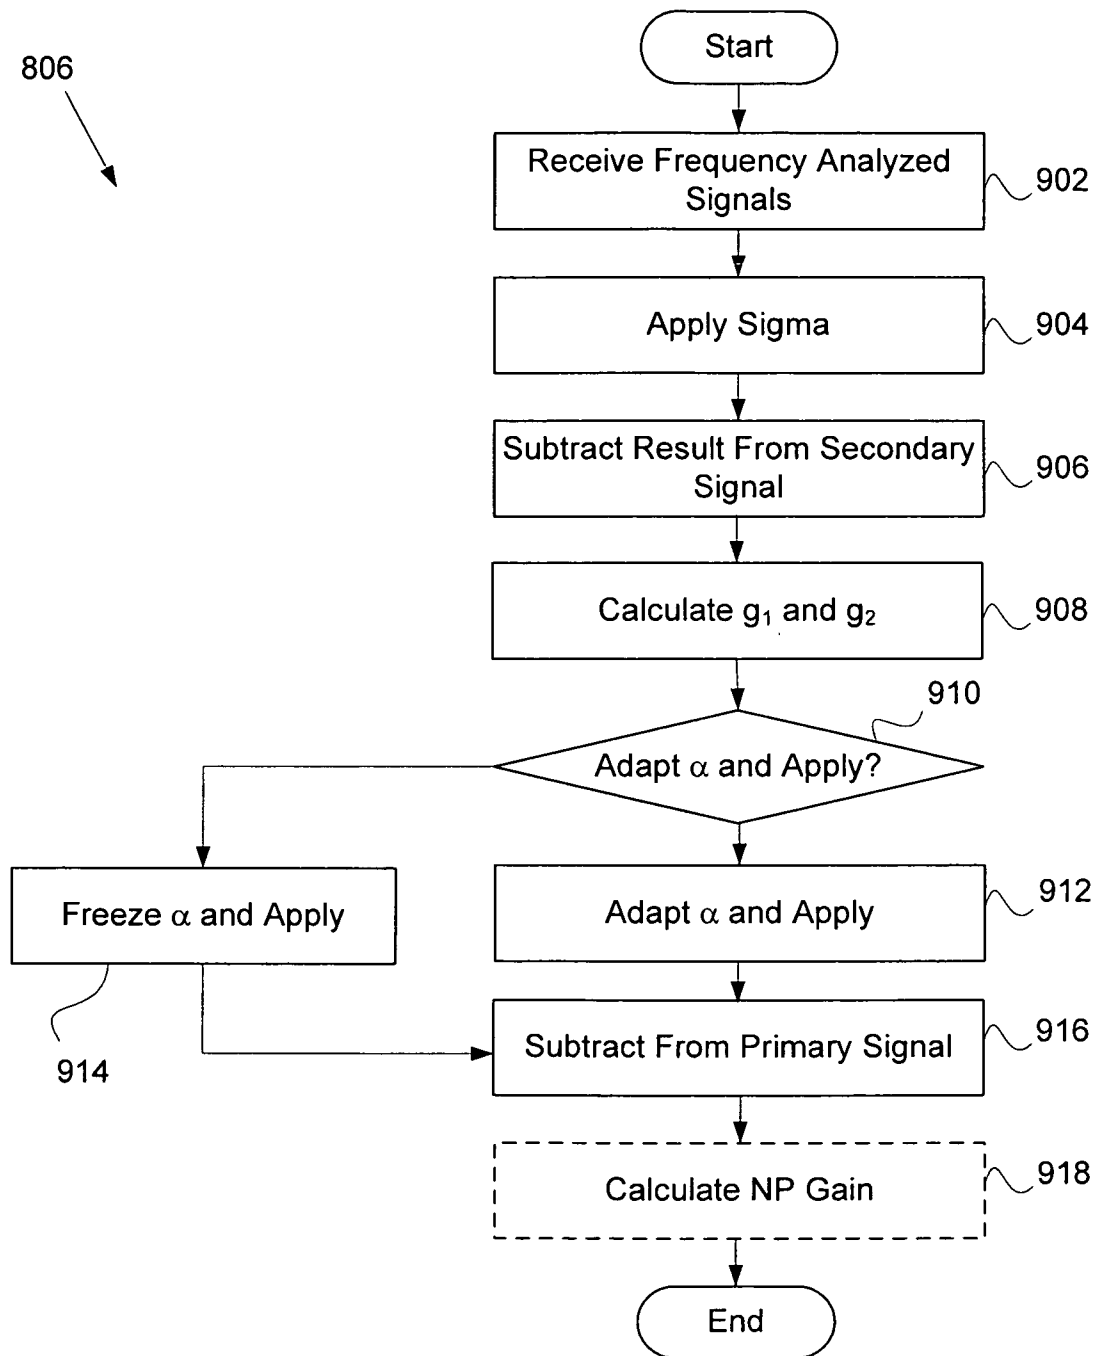 Start
806
Receive Frequency Analyzed
Signals
902
Apply Sigma
904
Subtract Result From Secondary
Signal
906
Calculate g₁ and g₂
908
910
Adapt α and Apply?
Freeze α and Apply
914
Adapt α and Apply
912
Subtract From Primary Signal
916
Calculate NP Gain
918
End